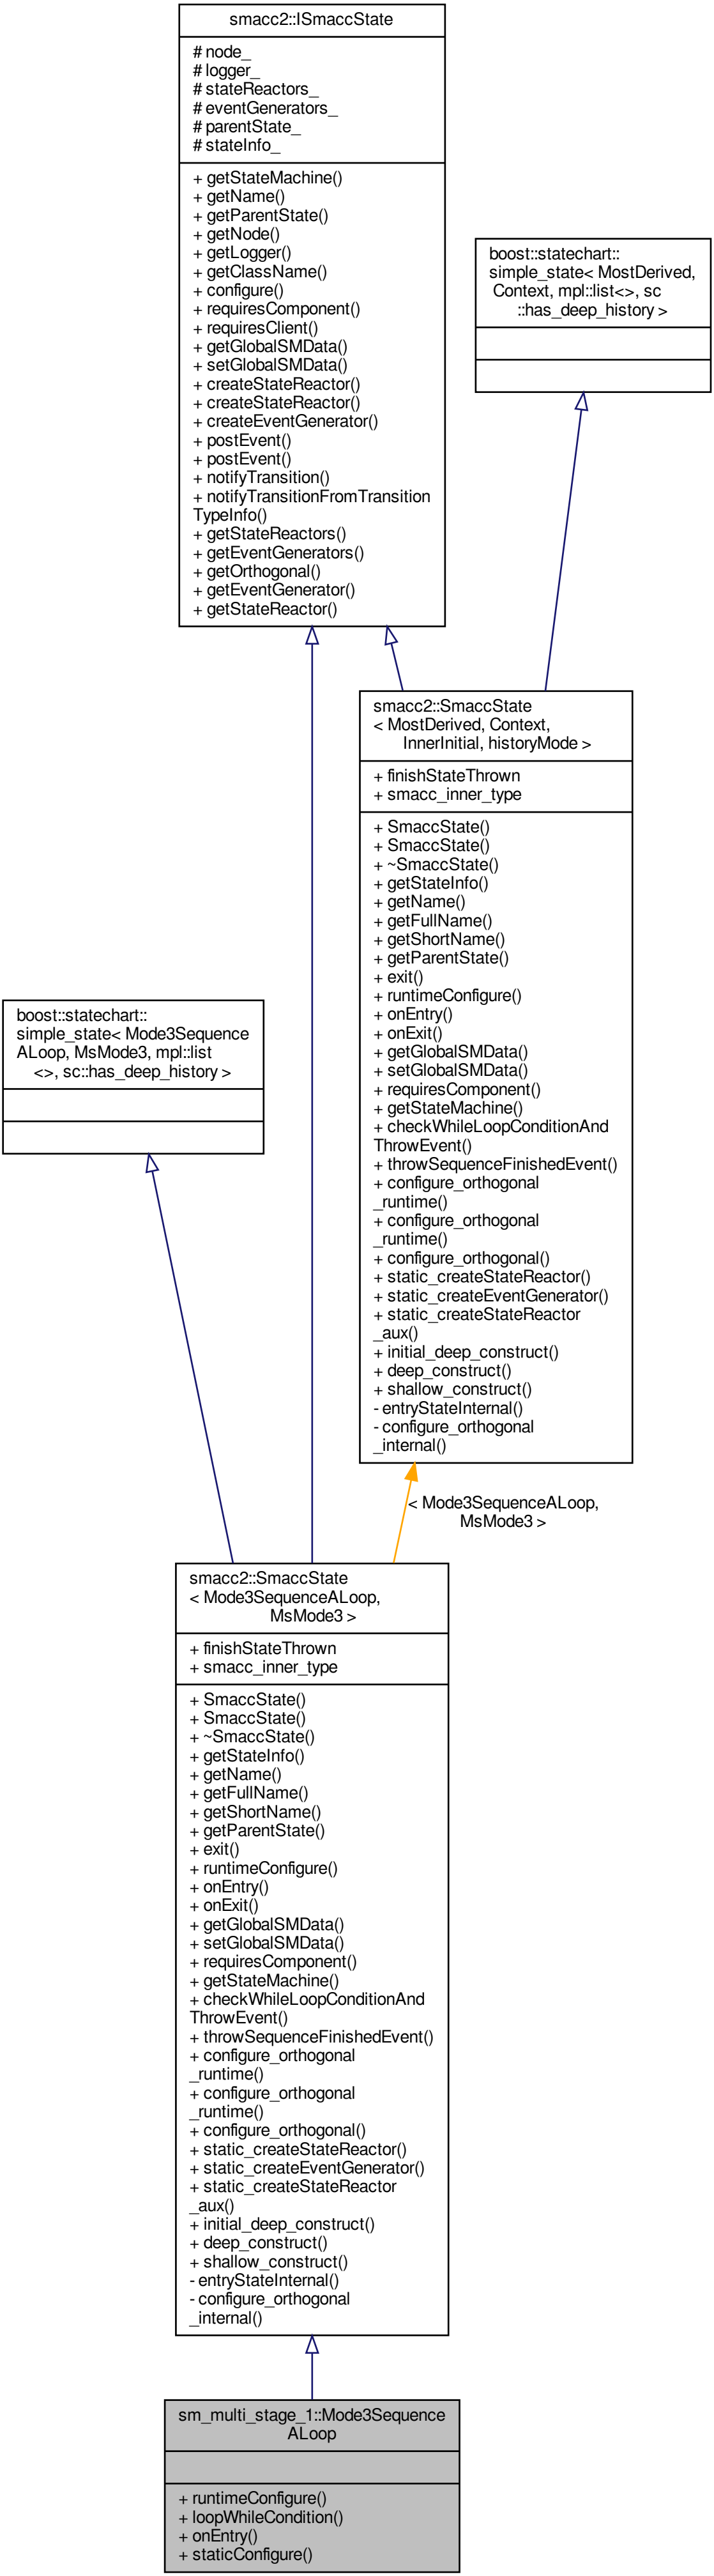 smacc2::ISmaccState
# node_
# logger_
# stateReactors_
# eventGenerators_
# parentState_
# stateInfo_
+ getStateMachine()
+ getName()
+ getParentState()
+ getNode()
+ getLogger()
+ getClassName()
+ configure()
+ requiresComponent()
+ requiresClient()
+ getGlobalSMData()
+ setGlobalSMData()
+ createStateReactor()
+ createStateReactor()
+ createEventGenerator()
+ postEvent()
+ postEvent()
+ notifyTransition()
+ notifyTransitionFromTransition
TypeInfo()
+ getStateReactors()
+ getEventGenerators()
+ getOrthogonal()
+ getEventGenerator()
+ getStateReactor()
boost::statechart::
simple_state< MostDerived,
Context, mpl::list<>, sc
::has_deep_history >
smacc2::SmaccState
< MostDerived, Context,
InnerInitial, historyMode >
+ finishStateThrown
+ smacc_inner_type
+ SmaccState()
+ SmaccState()
+ ~SmaccState()
+ getStateInfo()
+ getName()
+ getFullName()
+ getShortName()
+ getParentState()
+ exit()
+ runtimeConfigure()
+ onEntry()
+ onExit()
+ getGlobalSMData()
+ setGlobalSMData()
+ requiresComponent()
+ getStateMachine()
+ checkWhileLoopConditionAnd
ThrowEvent()
+ throwSequenceFinishedEvent()
+ configure_orthogonal
_runtime()
+ configure_orthogonal
_runtime()
+ configure_orthogonal()
+ static_createStateReactor()
+ static_createEventGenerator()
+ static_createStateReactor
_aux()
+ initial_deep_construct()
+ deep_construct()
+ shallow_construct()
- entryStateInternal()
- configure_orthogonal
_internal()
boost::statechart::
simple_state< Mode3Sequence
ALoop, MsMode3, mpl::list
<>, sc::has_deep_history >
< Mode3SequenceALoop,
MsMode3 >
smacc2::SmaccState
< Mode3SequenceALoop,
MsMode3 >
+ finishStateThrown
+ smacc_inner_type
+ SmaccState()
+ SmaccState()
+ ~SmaccState()
+ getStateInfo()
+ getName()
+ getFullName()
+ getShortName()
+ getParentState()
+ exit()
+ runtimeConfigure()
+ onEntry()
+ onExit()
+ getGlobalSMData()
+ setGlobalSMData()
+ requiresComponent()
+ getStateMachine()
+ checkWhileLoopConditionAnd
ThrowEvent()
+ throwSequenceFinishedEvent()
+ configure_orthogonal
_runtime()
+ configure_orthogonal
_runtime()
+ configure_orthogonal()
+ static_createStateReactor()
+ static_createEventGenerator()
+ static_createStateReactor
_aux()
+ initial_deep_construct()
+ deep_construct()
+ shallow_construct()
- entryStateInternal()
- configure_orthogonal
_internal()
sm_multi_stage_1::Mode3Sequence
ALoop
+ runtimeConfigure()
+ loopWhileCondition()
+ onEntry()
+ staticConfigure()